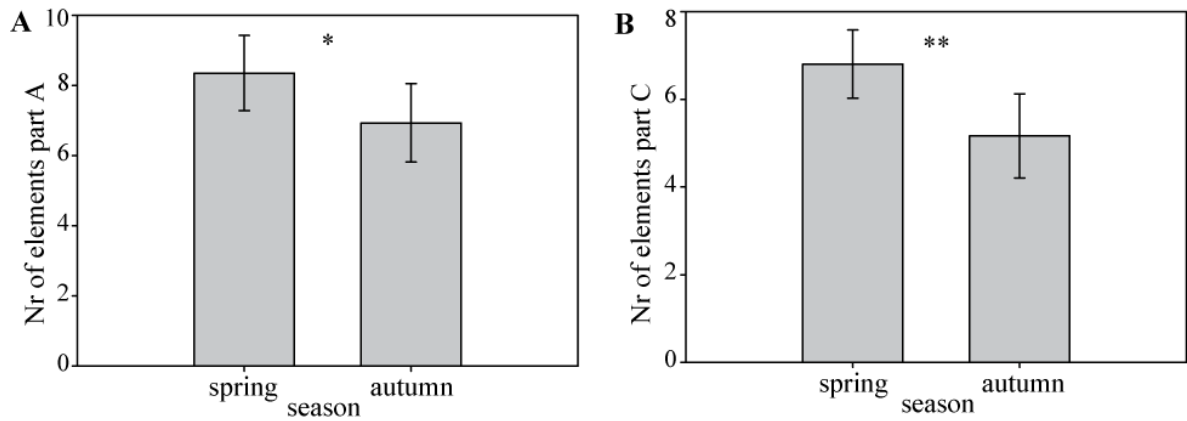 A
Nr of elements part A
10
8
6
4
2
0
*
spring
autumn
season
B
Nr of elements part C
8
6
4
2
0
**
spring
autumn
season